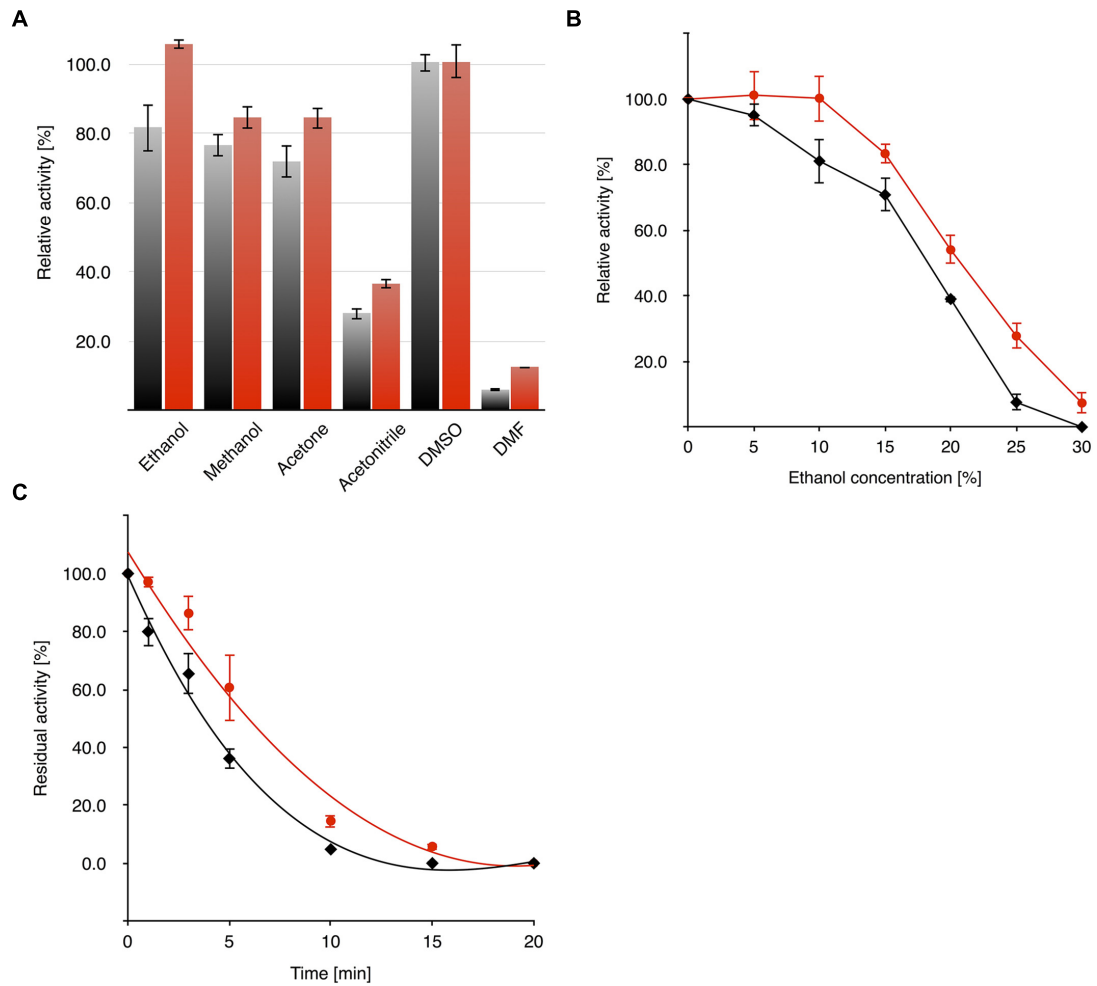 A
Relative activity [%]
100.0
80.0
60.0
40.0
20.0
Ethanol
Methanol
Acetone
Acetonitrile
DMSO
DMF
B
Relative activity [%]
100.0
80.0
60.0
40.0
20.0
0 5 10 15 20 25 30
Ethanol concentration [%]
C
Residual activity [%]
100.0
80.0
60.0
40.0
20.0
0.0
0 5 10 15 20
Time [min]